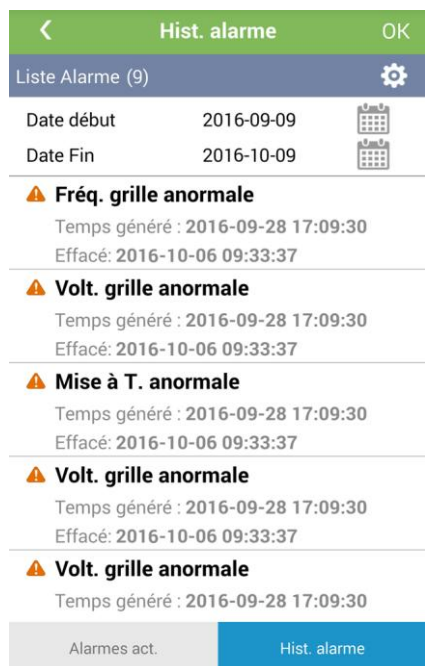 Hist. alarme OK
Liste Alarme (9)
Date début 2016-09-09
Date Fin 2016-10-09
Fréq. grille anormale
Temps généré : 2016-09-28 17:09:30
Effacé: 2016-10-06 09:33:37
Volt. grille anormale
Temps généré : 2016-09-28 17:09:30
Effacé: 2016-10-06 09:33:37
Mise à T. anormale
Temps généré : 2016-09-28 17:09:30
Effacé: 2016-10-06 09:33:37
Volt. grille anormale
Temps généré : 2016-09-28 17:09:30
Effacé: 2016-10-06 09:33:37
Volt. grille anormale
Temps généré : 2016-09-28 17:09:30
Alarmes act. Hist. alarme